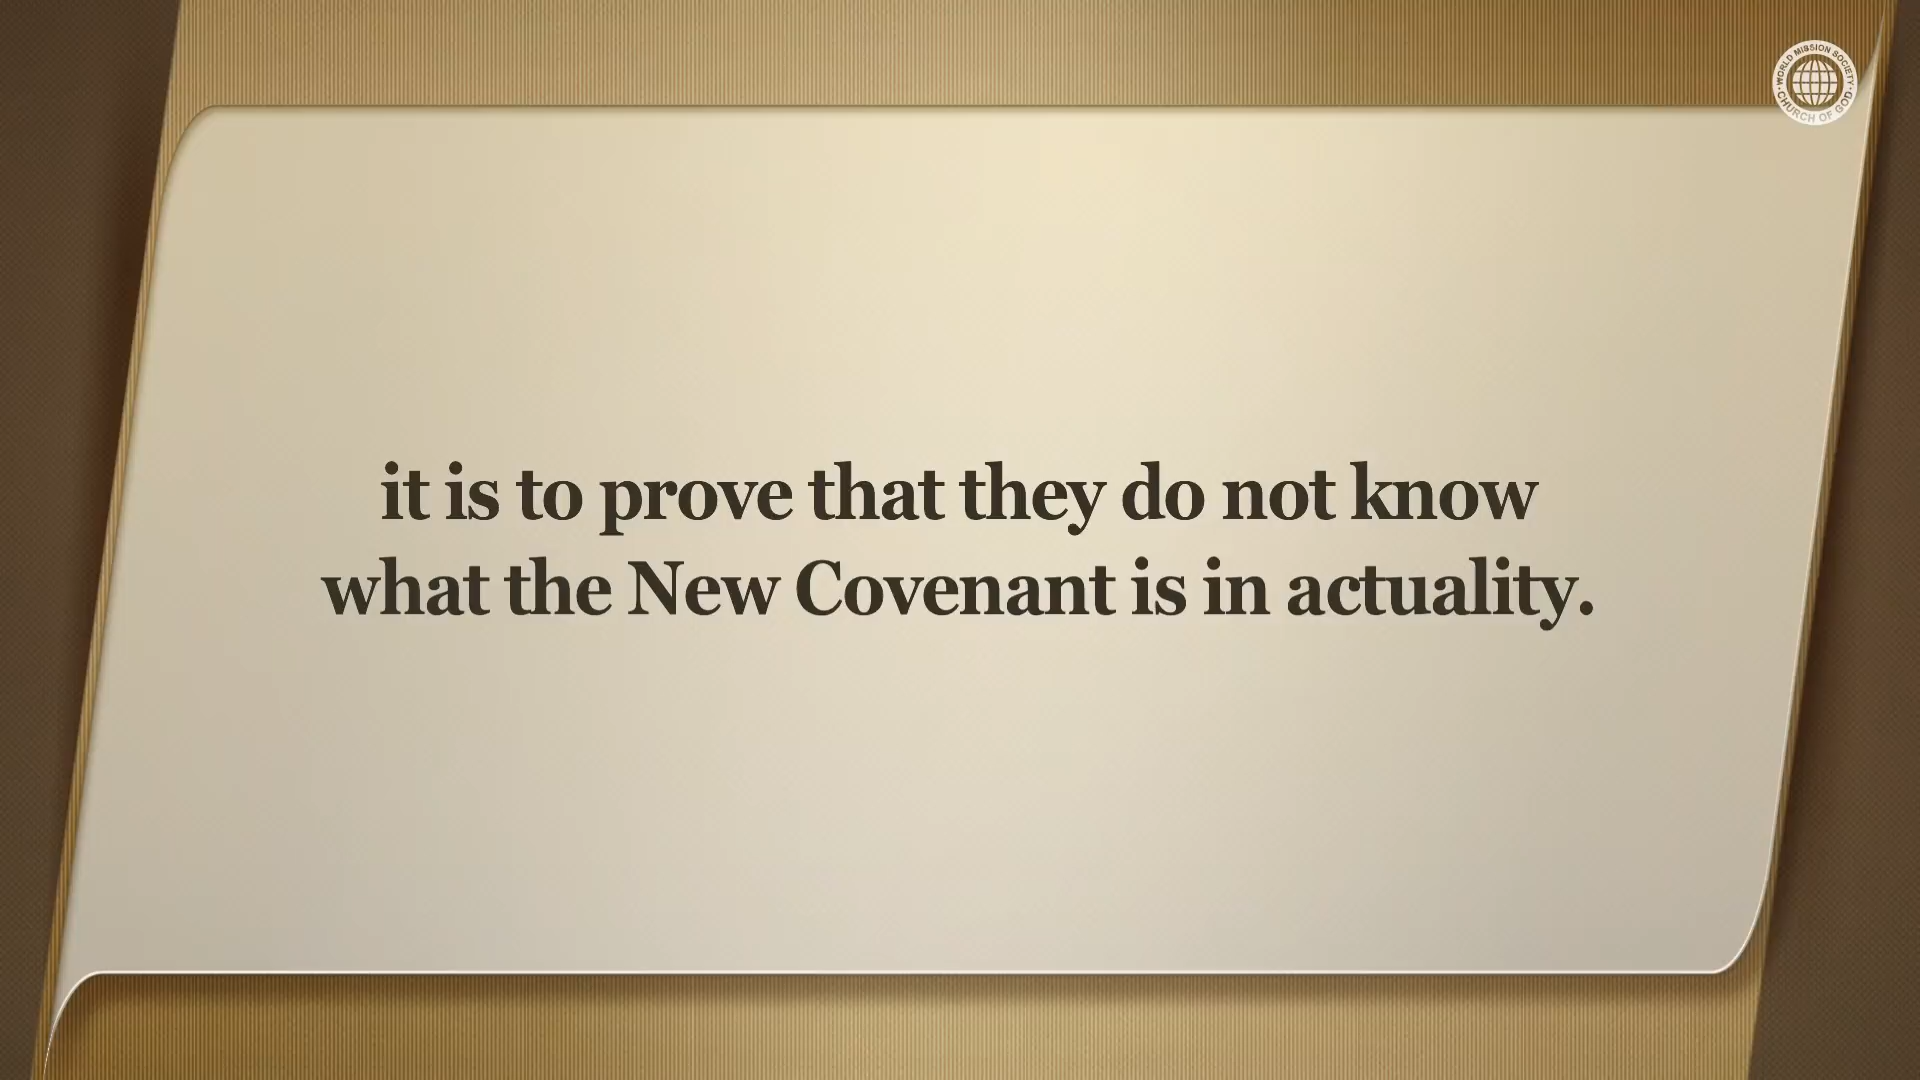 WORLD MISSION SOCIETY
CHURCH OF GOD
it is to prove that they do not know
what the New Covenant is in actuality.